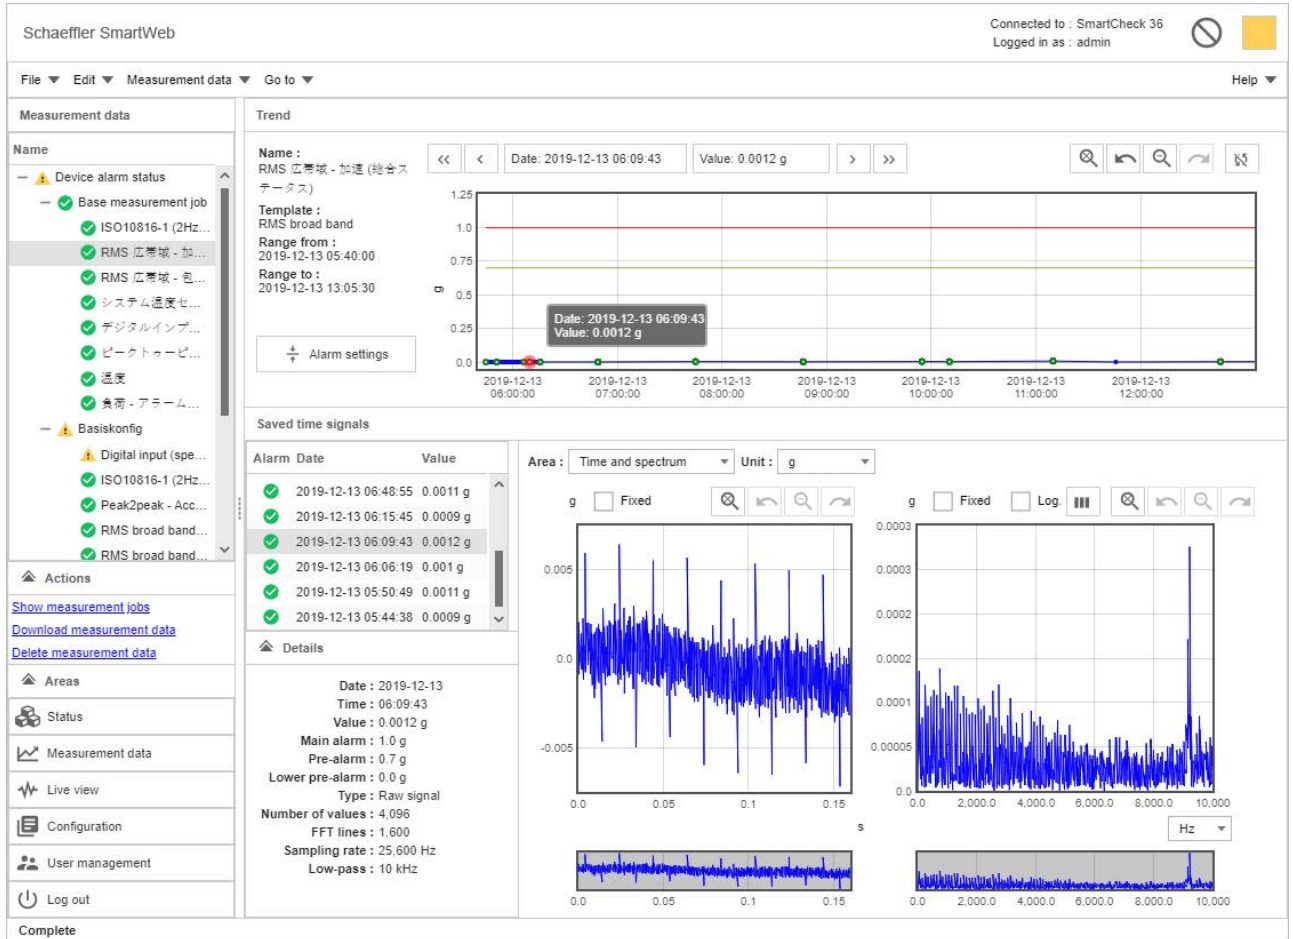 Schaeffler SmartWeb
Connected to : SmartCheck 36
Logged in as : admin
File Edit Measurement data Go to Help
Measurement data
Name
Device alarm status
Base measurement job
ISO10816-1 (2Hz...
RMS 広帯域 - 加...
RMS 広帯域 - 包...
システム温度セ...
デジタルインプ...
ピークトゥーピ...
温度
負荷 - アラーム...
Basiskonfig
Digital input (spe...
ISO10816-1 (2Hz...
Peak2peak - Acc...
RMS broad band...
RMS broad band...
Actions
Show measurement jobs
Download measurement data
Delete measurement data
Areas
Status
Measurement data
Live view
Configuration
User management
Log out
Trend
Name :
RMS 広帯域 - 加速 (総合ス
テータス)
Template :
RMS broad band
Range from :
2019-12-13 05:40:00
Range to :
2019-12-13 13:05:30
Alarm settings
<< < Date: 2019-12-13 06:09:43 Value: 0.0012 g > >>
1.25
1.0
0.75
g
0.5
0.25
0.0
Date: 2019-12-13 06:09:43
Value: 0.0012 g
2019-12-13 2019-12-13 2019-12-13 2019-12-13 2019-12-13 2019-12-13 2019-12-13
06:00:00 07:00:00 08:00:00 09:00:00 10:00:00 11:00:00 12:00:00
Saved time signals
Alarm Date Value
2019-12-13 06:48:55 0.0011 g
2019-12-13 06:15:45 0.0009 g
2019-12-13 06:09:43 0.0012 g
2019-12-13 06:06:19 0.001 g
2019-12-13 05:50:49 0.0011 g
2019-12-13 05:44:38 0.0009 g
Details
Date : 2019-12-13
Time : 06:09:43
Value : 0.0012 g
Main alarm : 1.0 g
Pre-alarm : 0.7 g
Lower pre-alarm : 0.0 g
Type : Raw signal
Number of values : 4,096
FFT lines : 1,600
Sampling rate : 25,600 Hz
Low-pass : 10 kHz
Area : Time and spectrum Unit : g
g Fixed
0.005
0.0
-0.005
0.0 0.05 0.1 0.15
s
0.0 0.05 0.1 0.15
g Fixed Log.
0.0003
0.0003
0.0002
0.0002
0.0001
0.00005
0.0
0.0 2,000.0 4,000.0 6,000.0 8,000.0 10,000
Hz
0.0 2,000.0 4,000.0 6,000.0 8,000.0 10,000
Complete